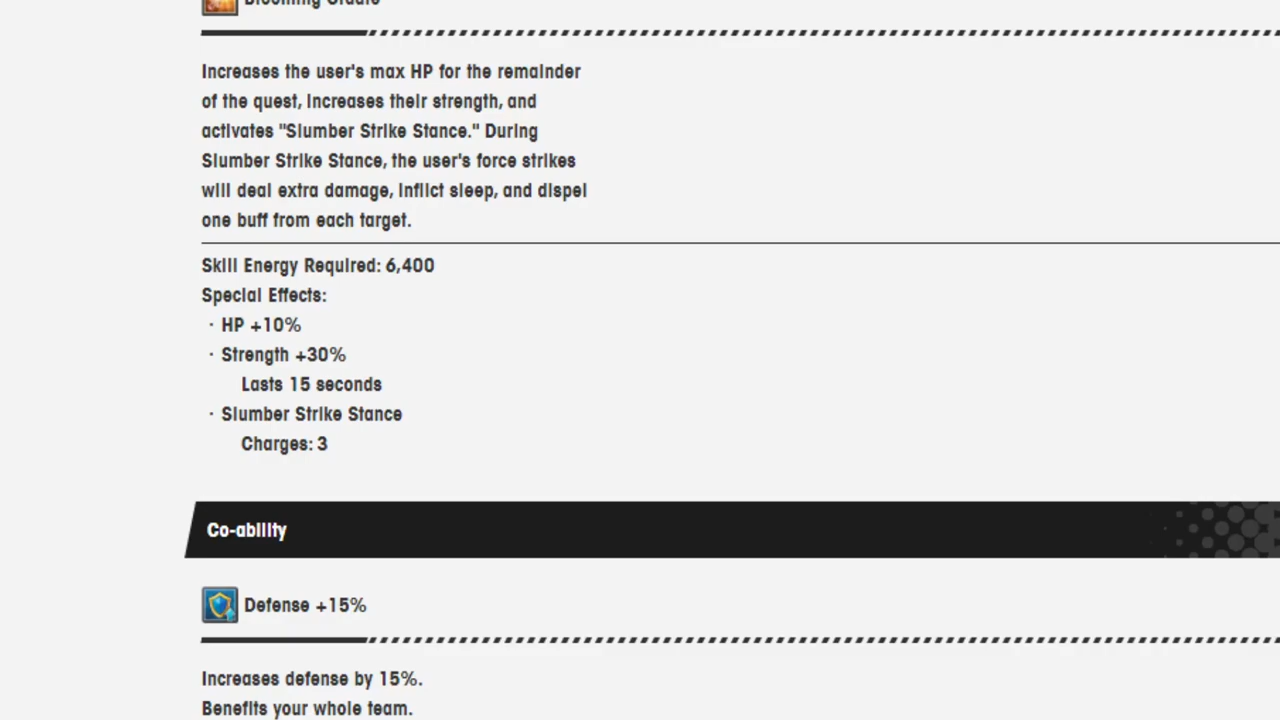 Increases the user's max HP for the remainder
of the quest, increases their strength, and
activates "Slumber Strike Stance." During
Slumber Strike Stance, the user's force strikes
will deal extra damage, inflict sleep, and dispel
one buff from each target.
Skill Energy Required: 6,400
Special Effects:
· HP +10%
· Strength +30%
Lasts 15 seconds
· Slumber Strike Stance
Charges: 3
Co-ability
Defense +15%
Increases defense by 15%.
Benefits your whole team.